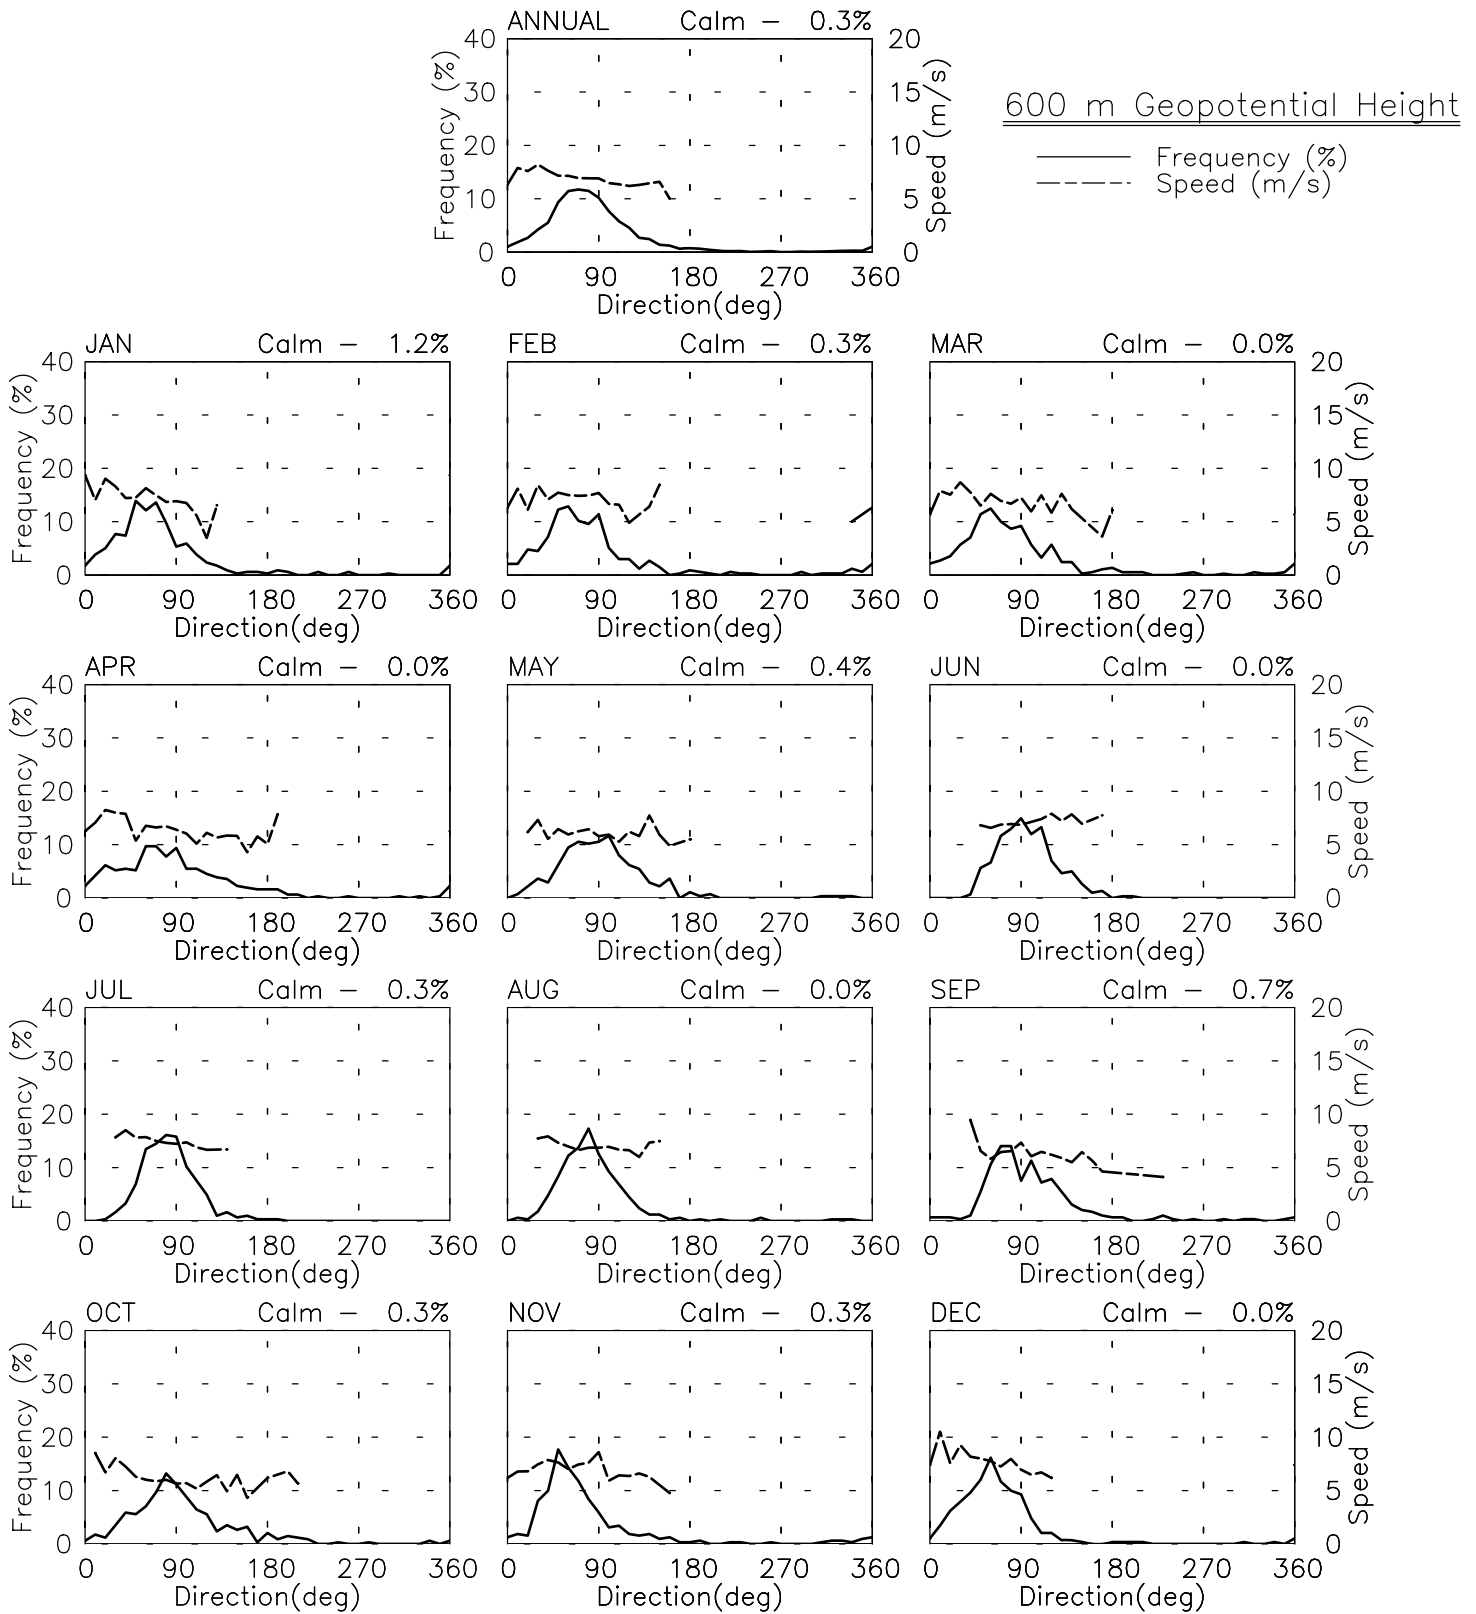 ANNUAL Calm – 0.3%
40 20
30 15
20 10
10 5
0 0
Frequency (%)
Speed (m/s)
0 90 180 270 360
Direction(deg)
600 m Geopotential Height
Frequency (%)
Speed (m/s)
JAN Calm – 1.2% FEB Calm – 0.3% MAR Calm – 0.0%
40 20
30 15
20 10
10 5
0 0
Frequency (%)
Speed (m/s)
0 90 180 270 360 0 90 180 270 360 0 90 180 270 360
Direction(deg) Direction(deg) Direction(deg)
APR Calm – 0.0% MAY Calm – 0.4% JUN Calm – 0.0%
40 20
30 15
20 10
10 5
0 0
Frequency (%)
Speed (m/s)
0 90 180 270 360 0 90 180 270 360 0 90 180 270 360
Direction(deg) Direction(deg) Direction(deg)
JUL Calm – 0.3% AUG Calm – 0.0% SEP Calm – 0.7%
40 20
30 15
20 10
10 5
0 0
Frequency (%)
Speed (m/s)
0 90 180 270 360 0 90 180 270 360 0 90 180 270 360
Direction(deg) Direction(deg) Direction(deg)
OCT Calm – 0.3% NOV Calm – 0.3% DEC Calm – 0.0%
40 20
30 15
20 10
10 5
0 0
Frequency (%)
Speed (m/s)
0 90 180 270 360 0 90 180 270 360 0 90 180 270 360
Direction(deg) Direction(deg) Direction(deg)